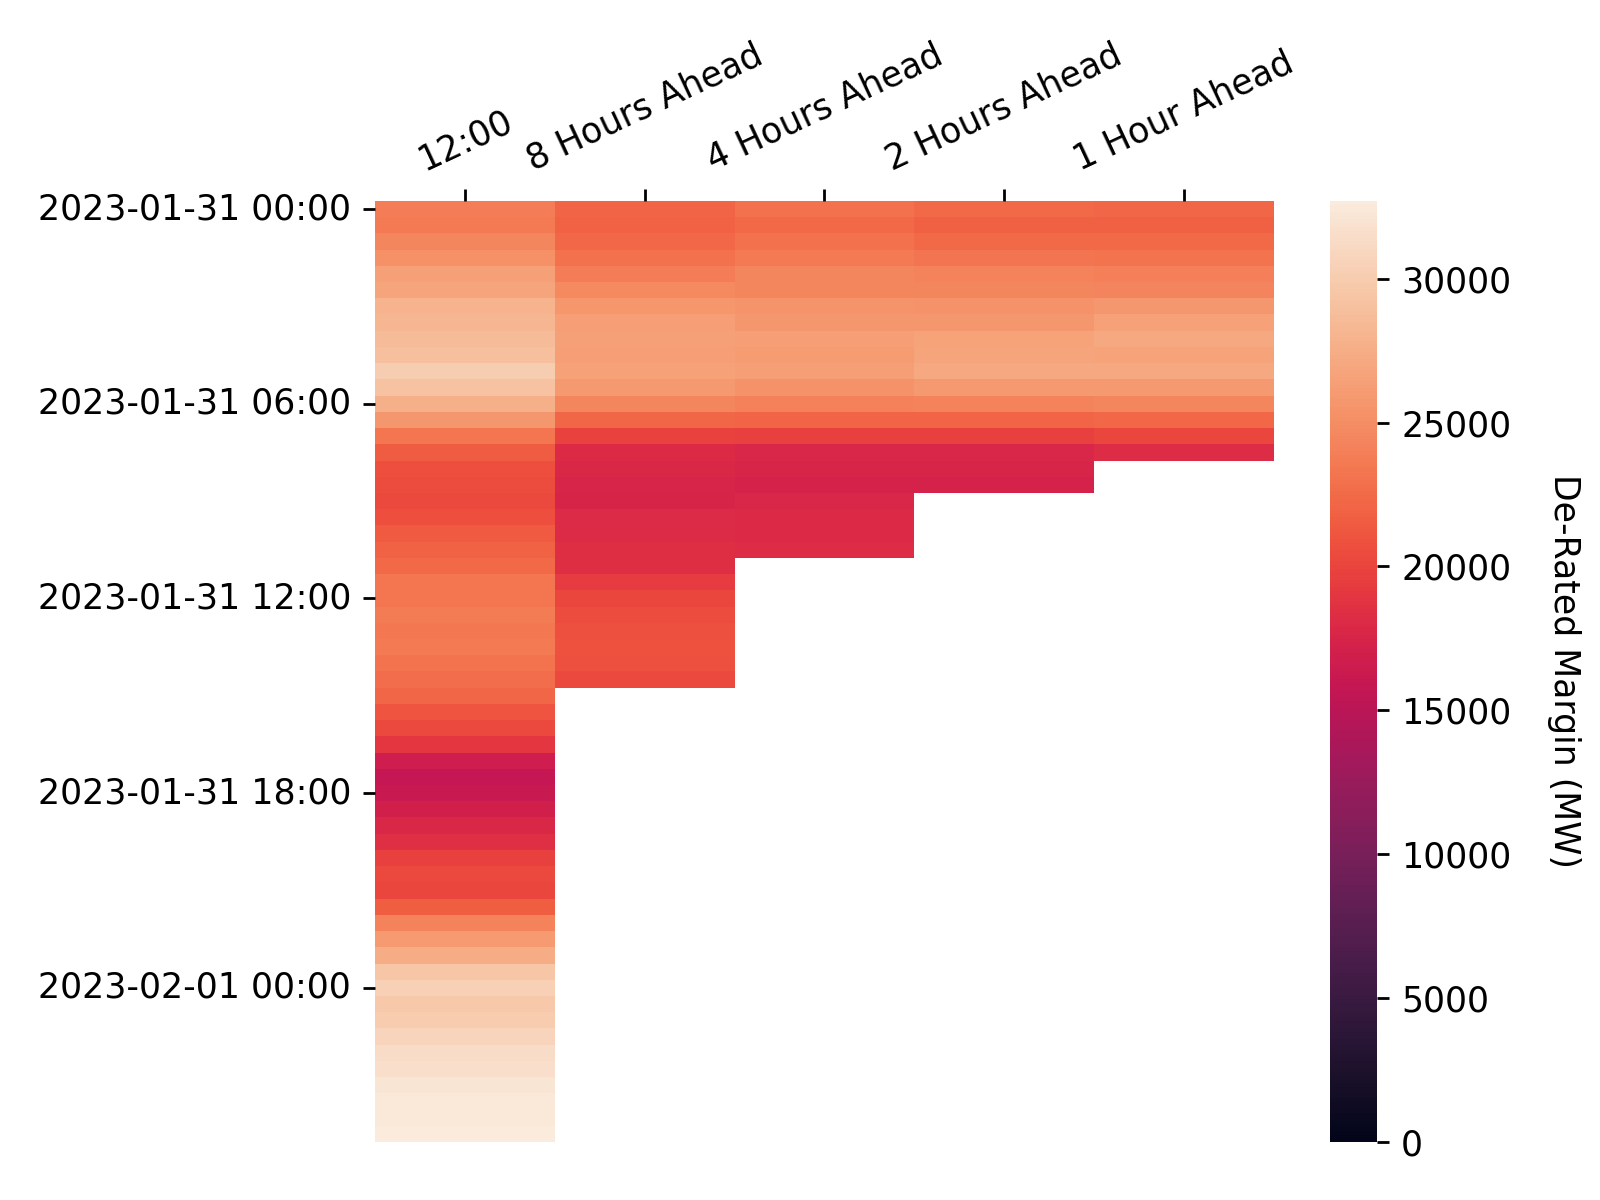 12:00
8 Hours Ahead
4 Hours Ahead
2 Hours Ahead
1 Hour Ahead
2023-01-31 00:00
2023-01-31 06:00
2023-01-31 12:00
2023-01-31 18:00
2023-02-01 00:00
30000
25000
20000
15000
10000
5000
0
De-Rated Margin (MW)